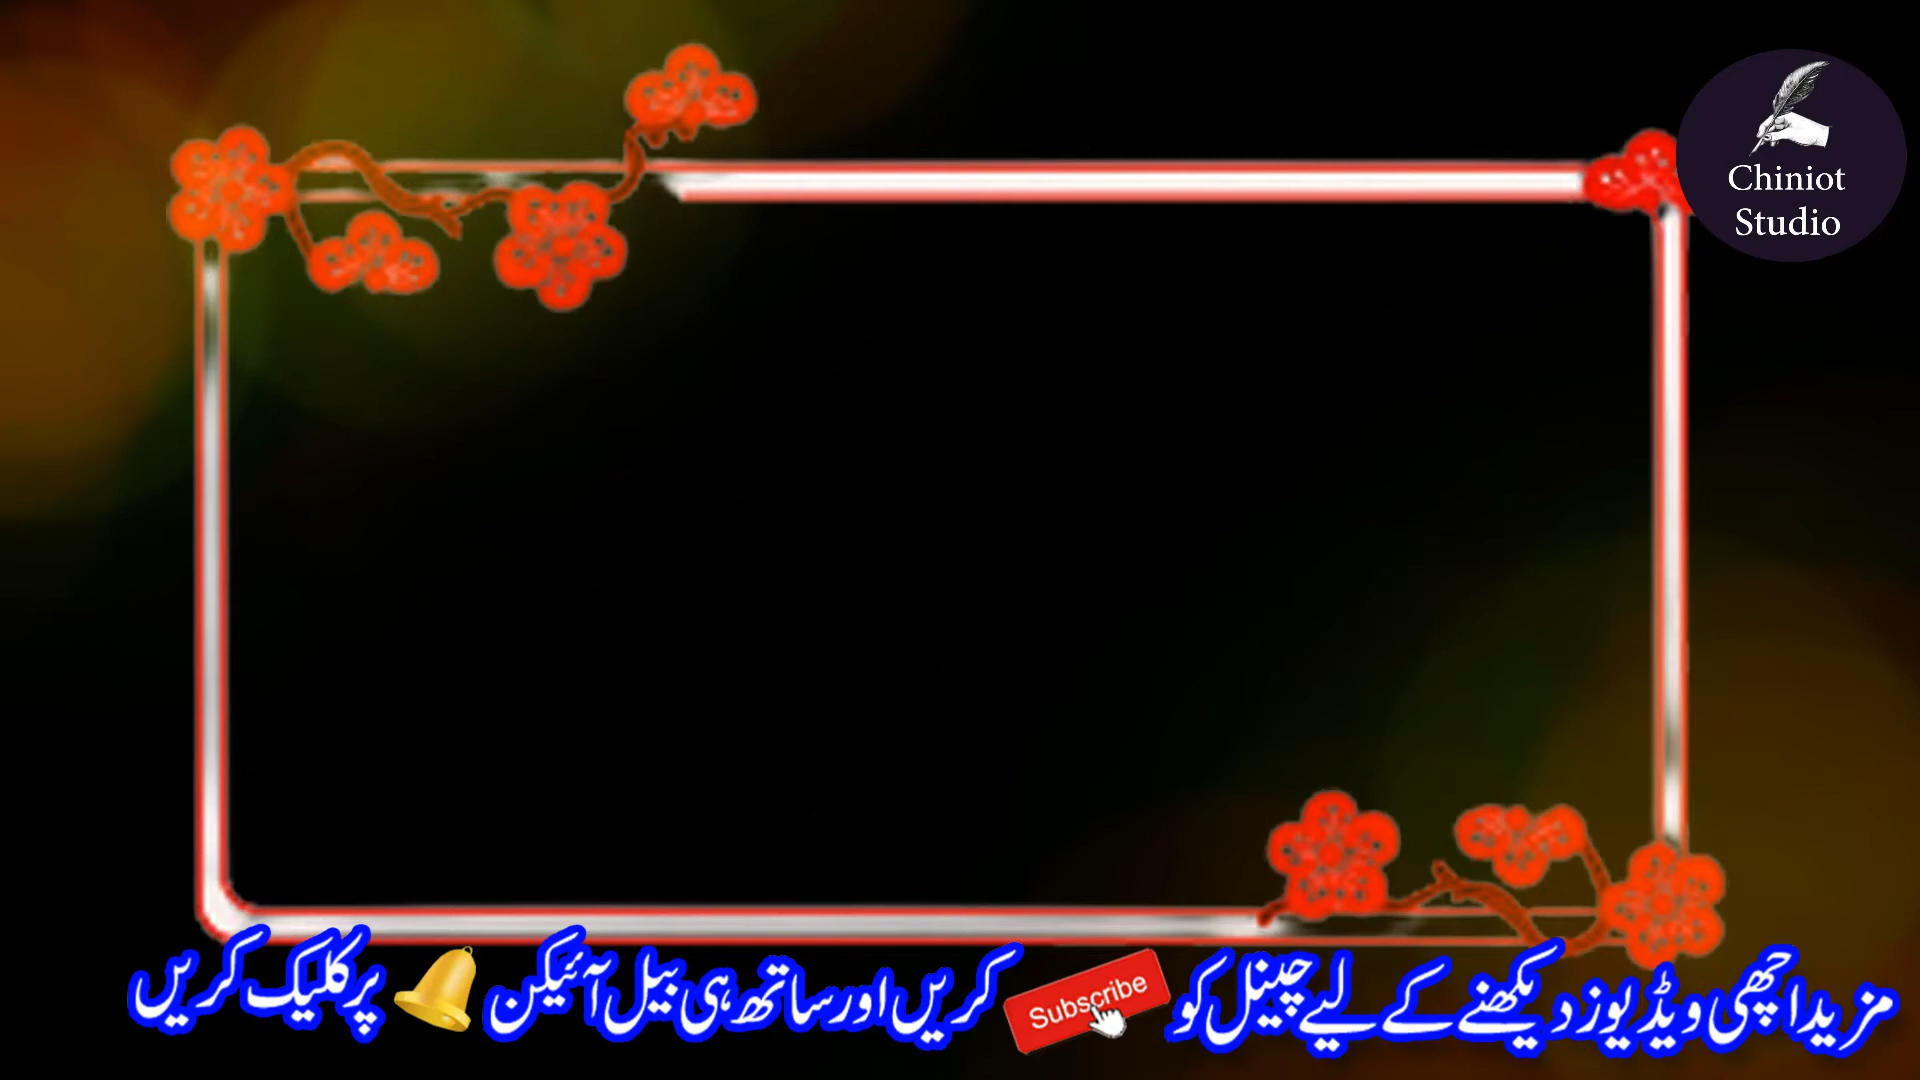 Chiniot
Studio
مزید اچھی ویڈیوز دیکھنے کے لیے چینل کو Subscribe کریں اور ساتھ ہی بیل آئیکن پر کلیک کریں